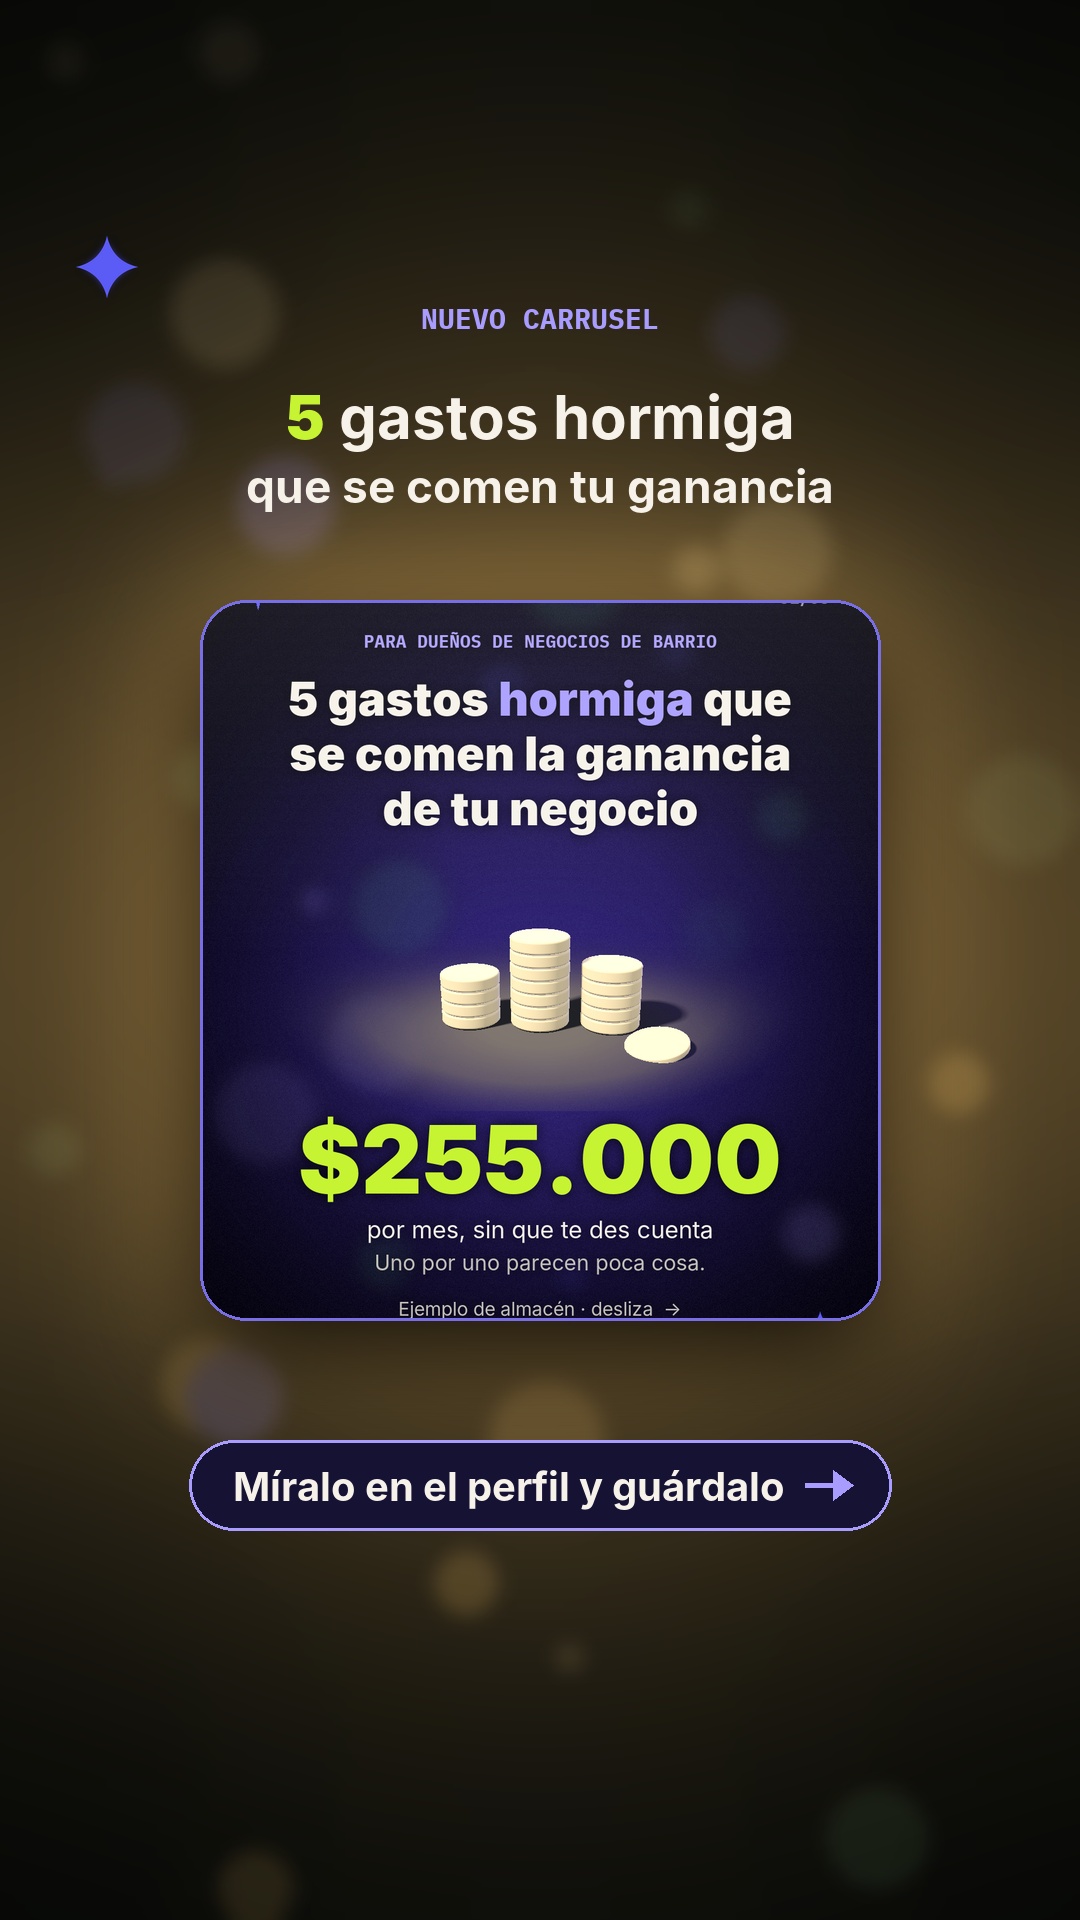 NUEVO CARRUSEL
5 gastos hormiga
que se comen tu ganancia
PARA DUEÑOS DE NEGOCIOS DE BARRIO
5 gastos hormiga que
se comen la ganancia
de tu negocio
$255.000
por mes, sin que te des cuenta
Uno por uno parecen poca cosa.
Ejemplo de almacén · desliza →
Míralo en el perfil y guárdalo